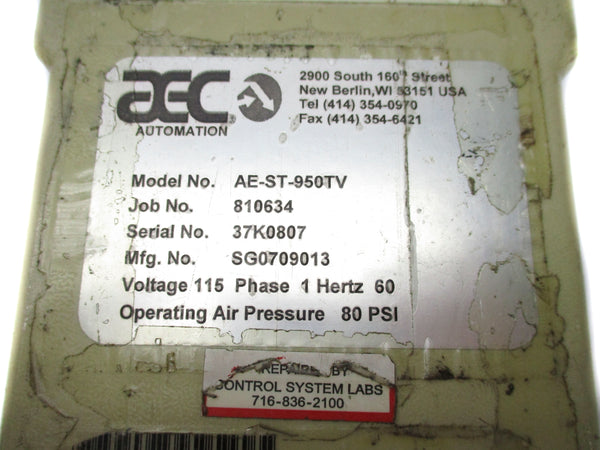 AEC
AUTOMATION
2900 South 160th Street
New Berlin,WI 53151 USA
Tel (414) 354-0970
Fax (414) 354-6421
Model No. AE-ST-950TV
Job No. 810634
Serial No. 37K0807
Mfg. No. SG0709013
Voltage 115 Phase 1 Hertz 60
Operating Air Pressure 80 PSI
REPAIRED BY
CONTROL SYSTEM LABS
716-836-2100